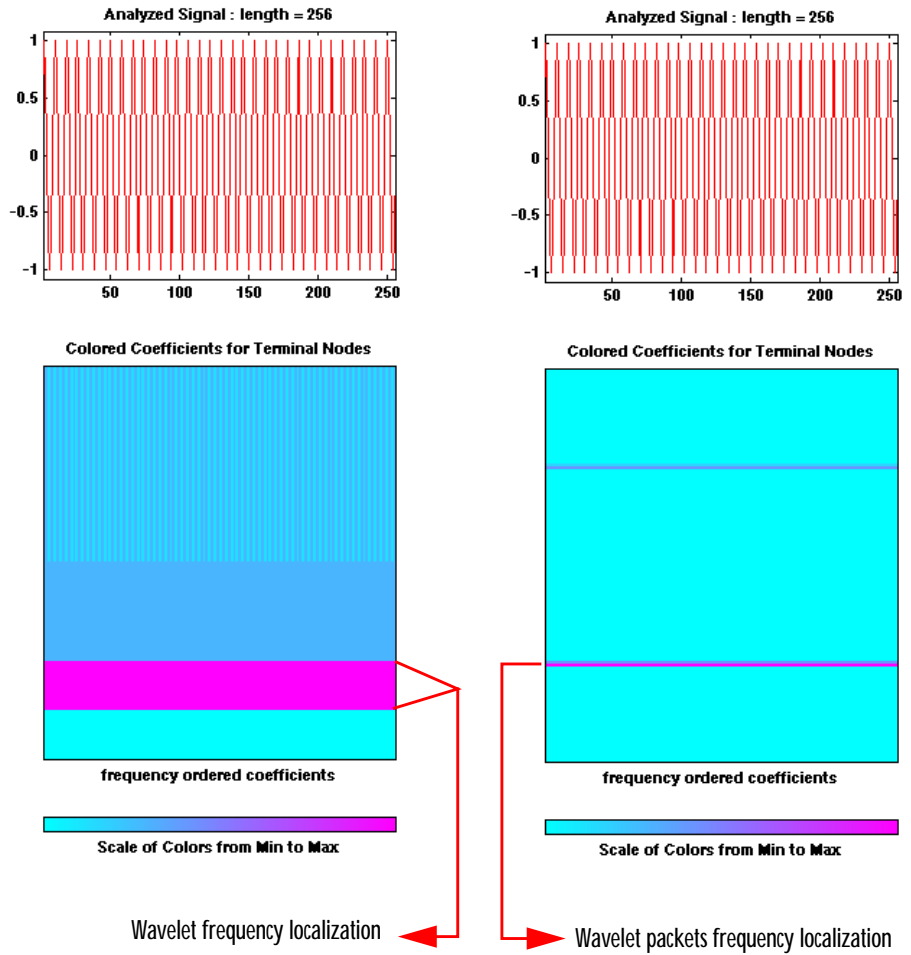 Analyzed Signal : length = 256
1
0.5
0
-0.5
-1
50 100 150 200 250
Colored Coefficients for Terminal Nodes
frequency ordered coefficients
Scale of Colors from Min to Max
Wavelet frequency localization
Analyzed Signal : length = 256
1
0.5
0
-0.5
-1
50 100 150 200 250
Colored Coefficients for Terminal Nodes
frequency ordered coefficients
Scale of Colors from Min to Max
Wavelet packets frequency localization